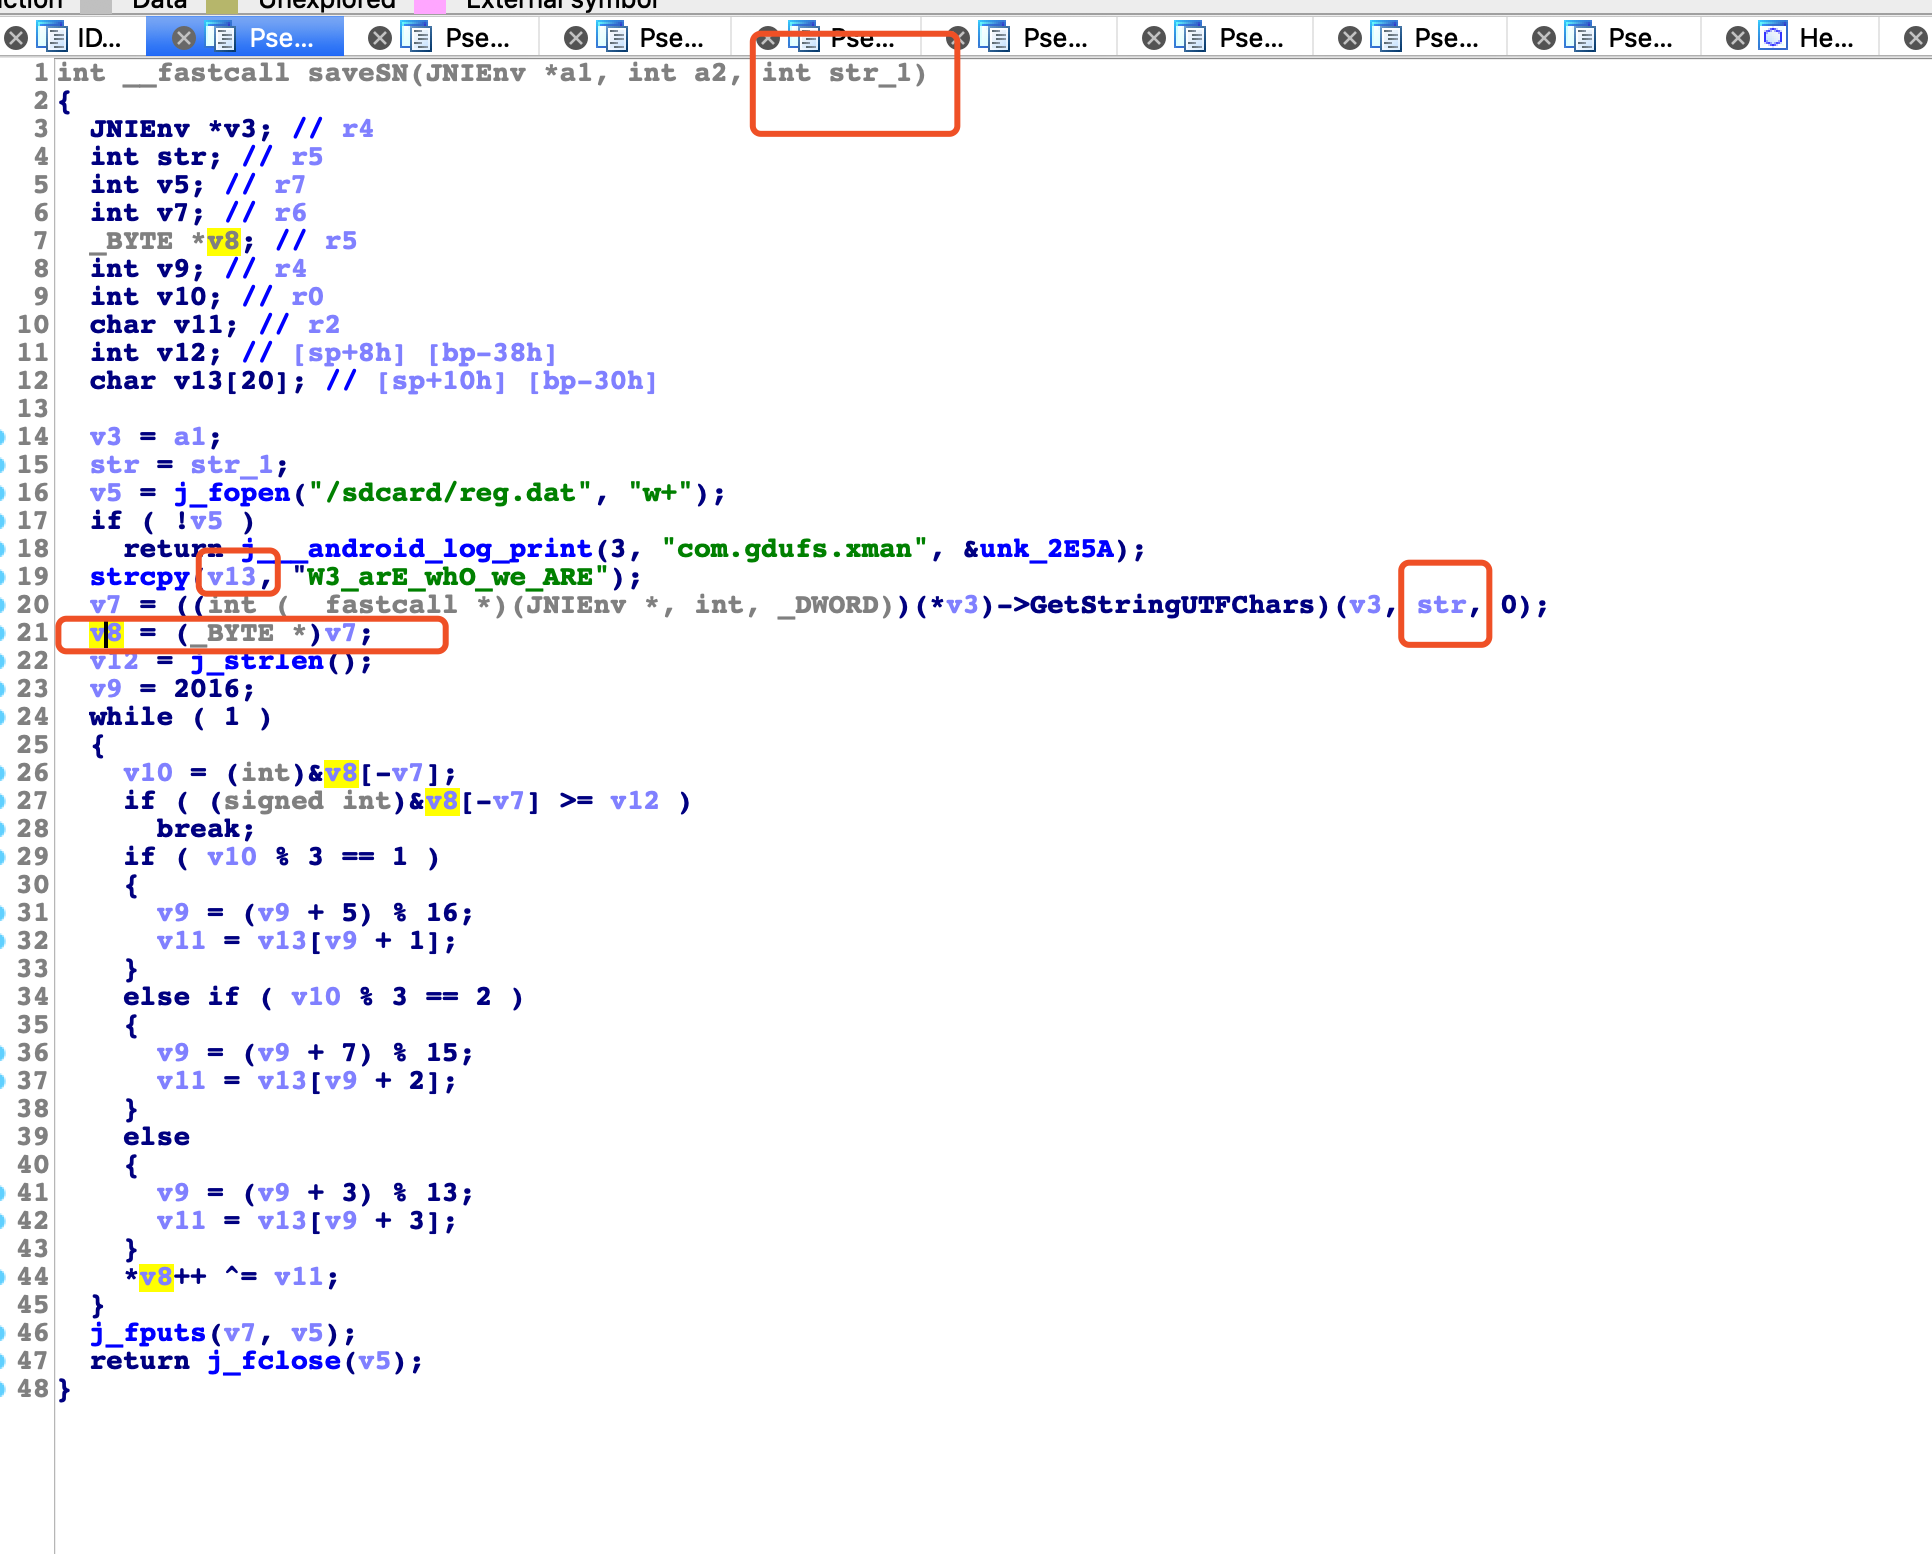 ction Data Unexplored External symbol
ID... Pse... Pse... Pse... Pse... Pse... Pse... Pse... Pse... He...
1 int __fastcall saveSN(JNIEnv *a1, int a2, int str_1)
2 {
3 JNIEnv *v3; // r4
4 int str; // r5
5 int v5; // r7
6 int v7; // r6
7 _BYTE *v8; // r5
8 int v9; // r4
9 int v10; // r0
10 char v11; // r2
11 int v12; // [sp+8h] [bp-38h]
12 char v13[20]; // [sp+10h] [bp-30h]
13
14 v3 = a1;
15 str = str_1;
16 v5 = j_fopen("/sdcard/reg.dat", "w+");
17 if ( !v5 )
18 return j___android_log_print(3, "com.gdufs.xman", &unk_2E5A);
19 strcpy(v13, "W3_arE_whO_we_ARE");
20 v7 = ((int (__fastcall *)(JNIEnv *, int, _DWORD))(*v3)->GetStringUTFChars)(v3, str, 0);
21 v8 = (_BYTE *)v7;
22 v12 = j_strlen();
23 v9 = 2016;
24 while ( 1 )
25 {
26 v10 = (int)&v8[-v7];
27 if ( (signed int)&v8[-v7] >= v12 )
28 break;
29 if ( v10 % 3 == 1 )
30 {
31 v9 = (v9 + 5) % 16;
32 v11 = v13[v9 + 1];
33 }
34 else if ( v10 % 3 == 2 )
35 {
36 v9 = (v9 + 7) % 15;
37 v11 = v13[v9 + 2];
38 }
39 else
40 {
41 v9 = (v9 + 3) % 13;
42 v11 = v13[v9 + 3];
43 }
44 *v8++ ^= v11;
45 }
46 j_fputs(v7, v5);
47 return j_fclose(v5);
48 }